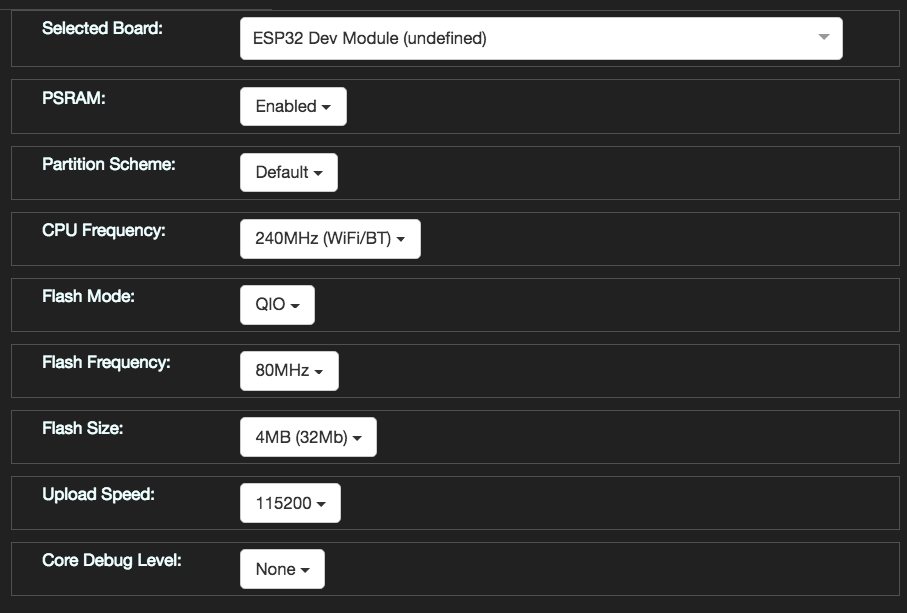 Selected Board: ESP32 Dev Module (undefined)
PSRAM: Enabled
Partition Scheme: Default
CPU Frequency: 240MHz (WiFi/BT)
Flash Mode: QIO
Flash Frequency: 80MHz
Flash Size: 4MB (32Mb)
Upload Speed: 115200
Core Debug Level: None